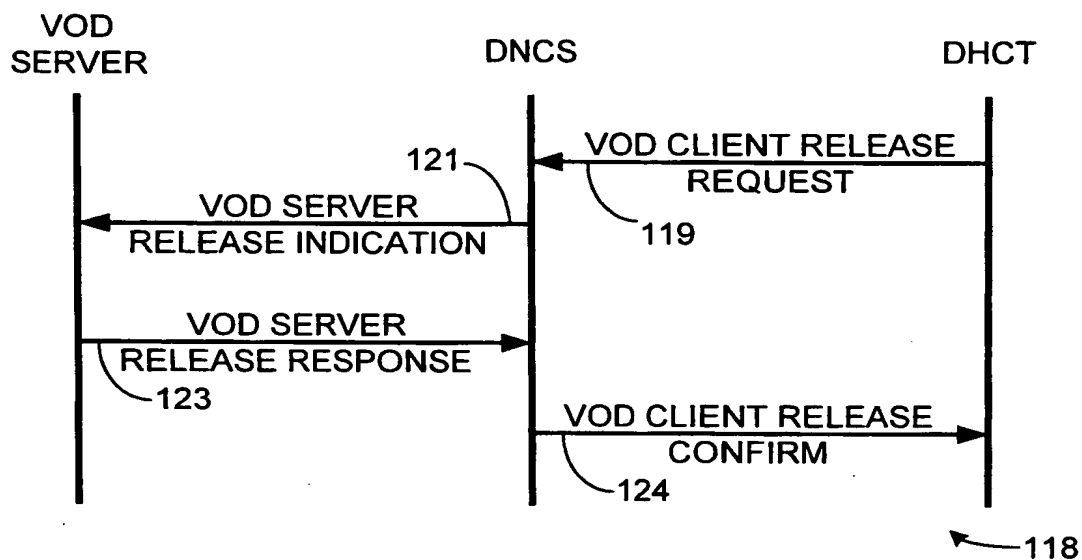 VOD
SERVER
DNCS
DHCT
VOD CLIENT RELEASE
REQUEST
119
121
VOD SERVER
RELEASE INDICATION
VOD SERVER
RELEASE RESPONSE
123
VOD CLIENT RELEASE
CONFIRM
124
118